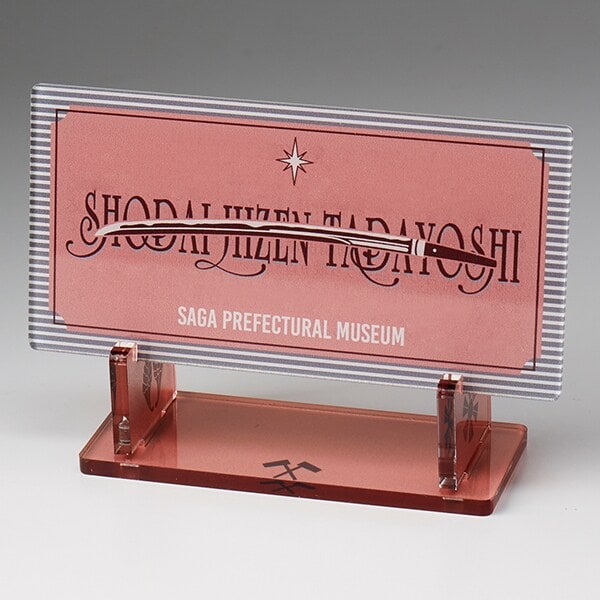 SHODAI HIZEN TADAYOSHI
SAGA PREFECTURAL MUSEUM